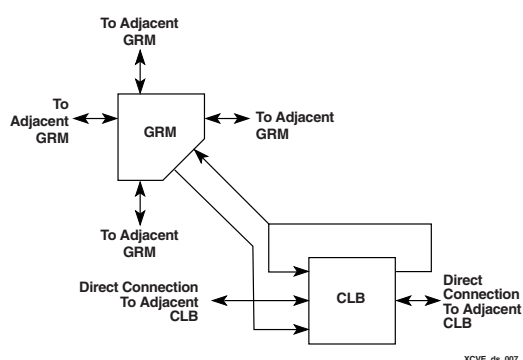 To Adjacent
GRM
To
Adjacent
GRM
GRM
To Adjacent
GRM
To Adjacent
GRM
Direct Connection
To Adjacent
CLB
CLB
Direct
Connection
To Adjacent
CLB
XCVE_ds_007